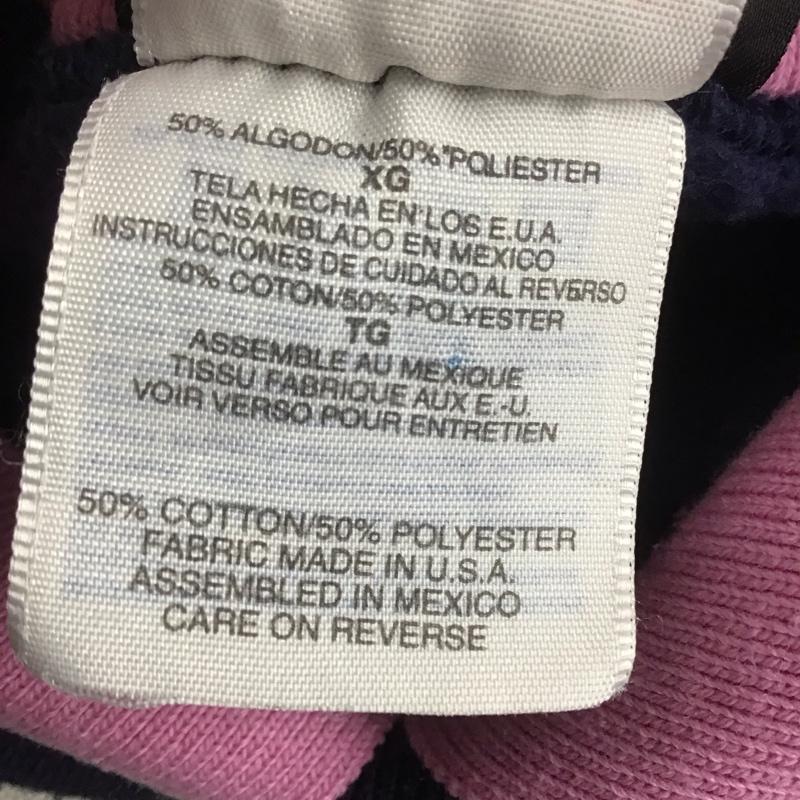 50% ALGODON/50% POLIESTER
XG
TELA HECHA EN LOS E.U.A.
ENSAMBLADO EN MEXICO
INSTRUCCIONES DE CUIDADO AL REVERSO
50% COTON/50% POLYESTER
TG
ASSEMBLE AU MEXIQUE
TISSU FABRIQUE AUX E.-U.
VOIR VERSO POUR ENTRETIEN
50% COTTON/50% POLYESTER
FABRIC MADE IN U.S.A.
ASSEMBLED IN MEXICO
CARE ON REVERSE